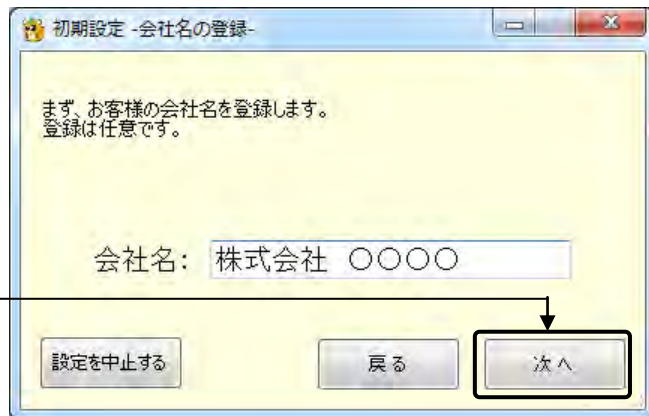 初期設定 -会社名の登録-
まず、お客様の会社名を登録します。
登録は任意です。
会社名: 株式会社 〇〇〇〇
設定を中止する 戻る 次へ